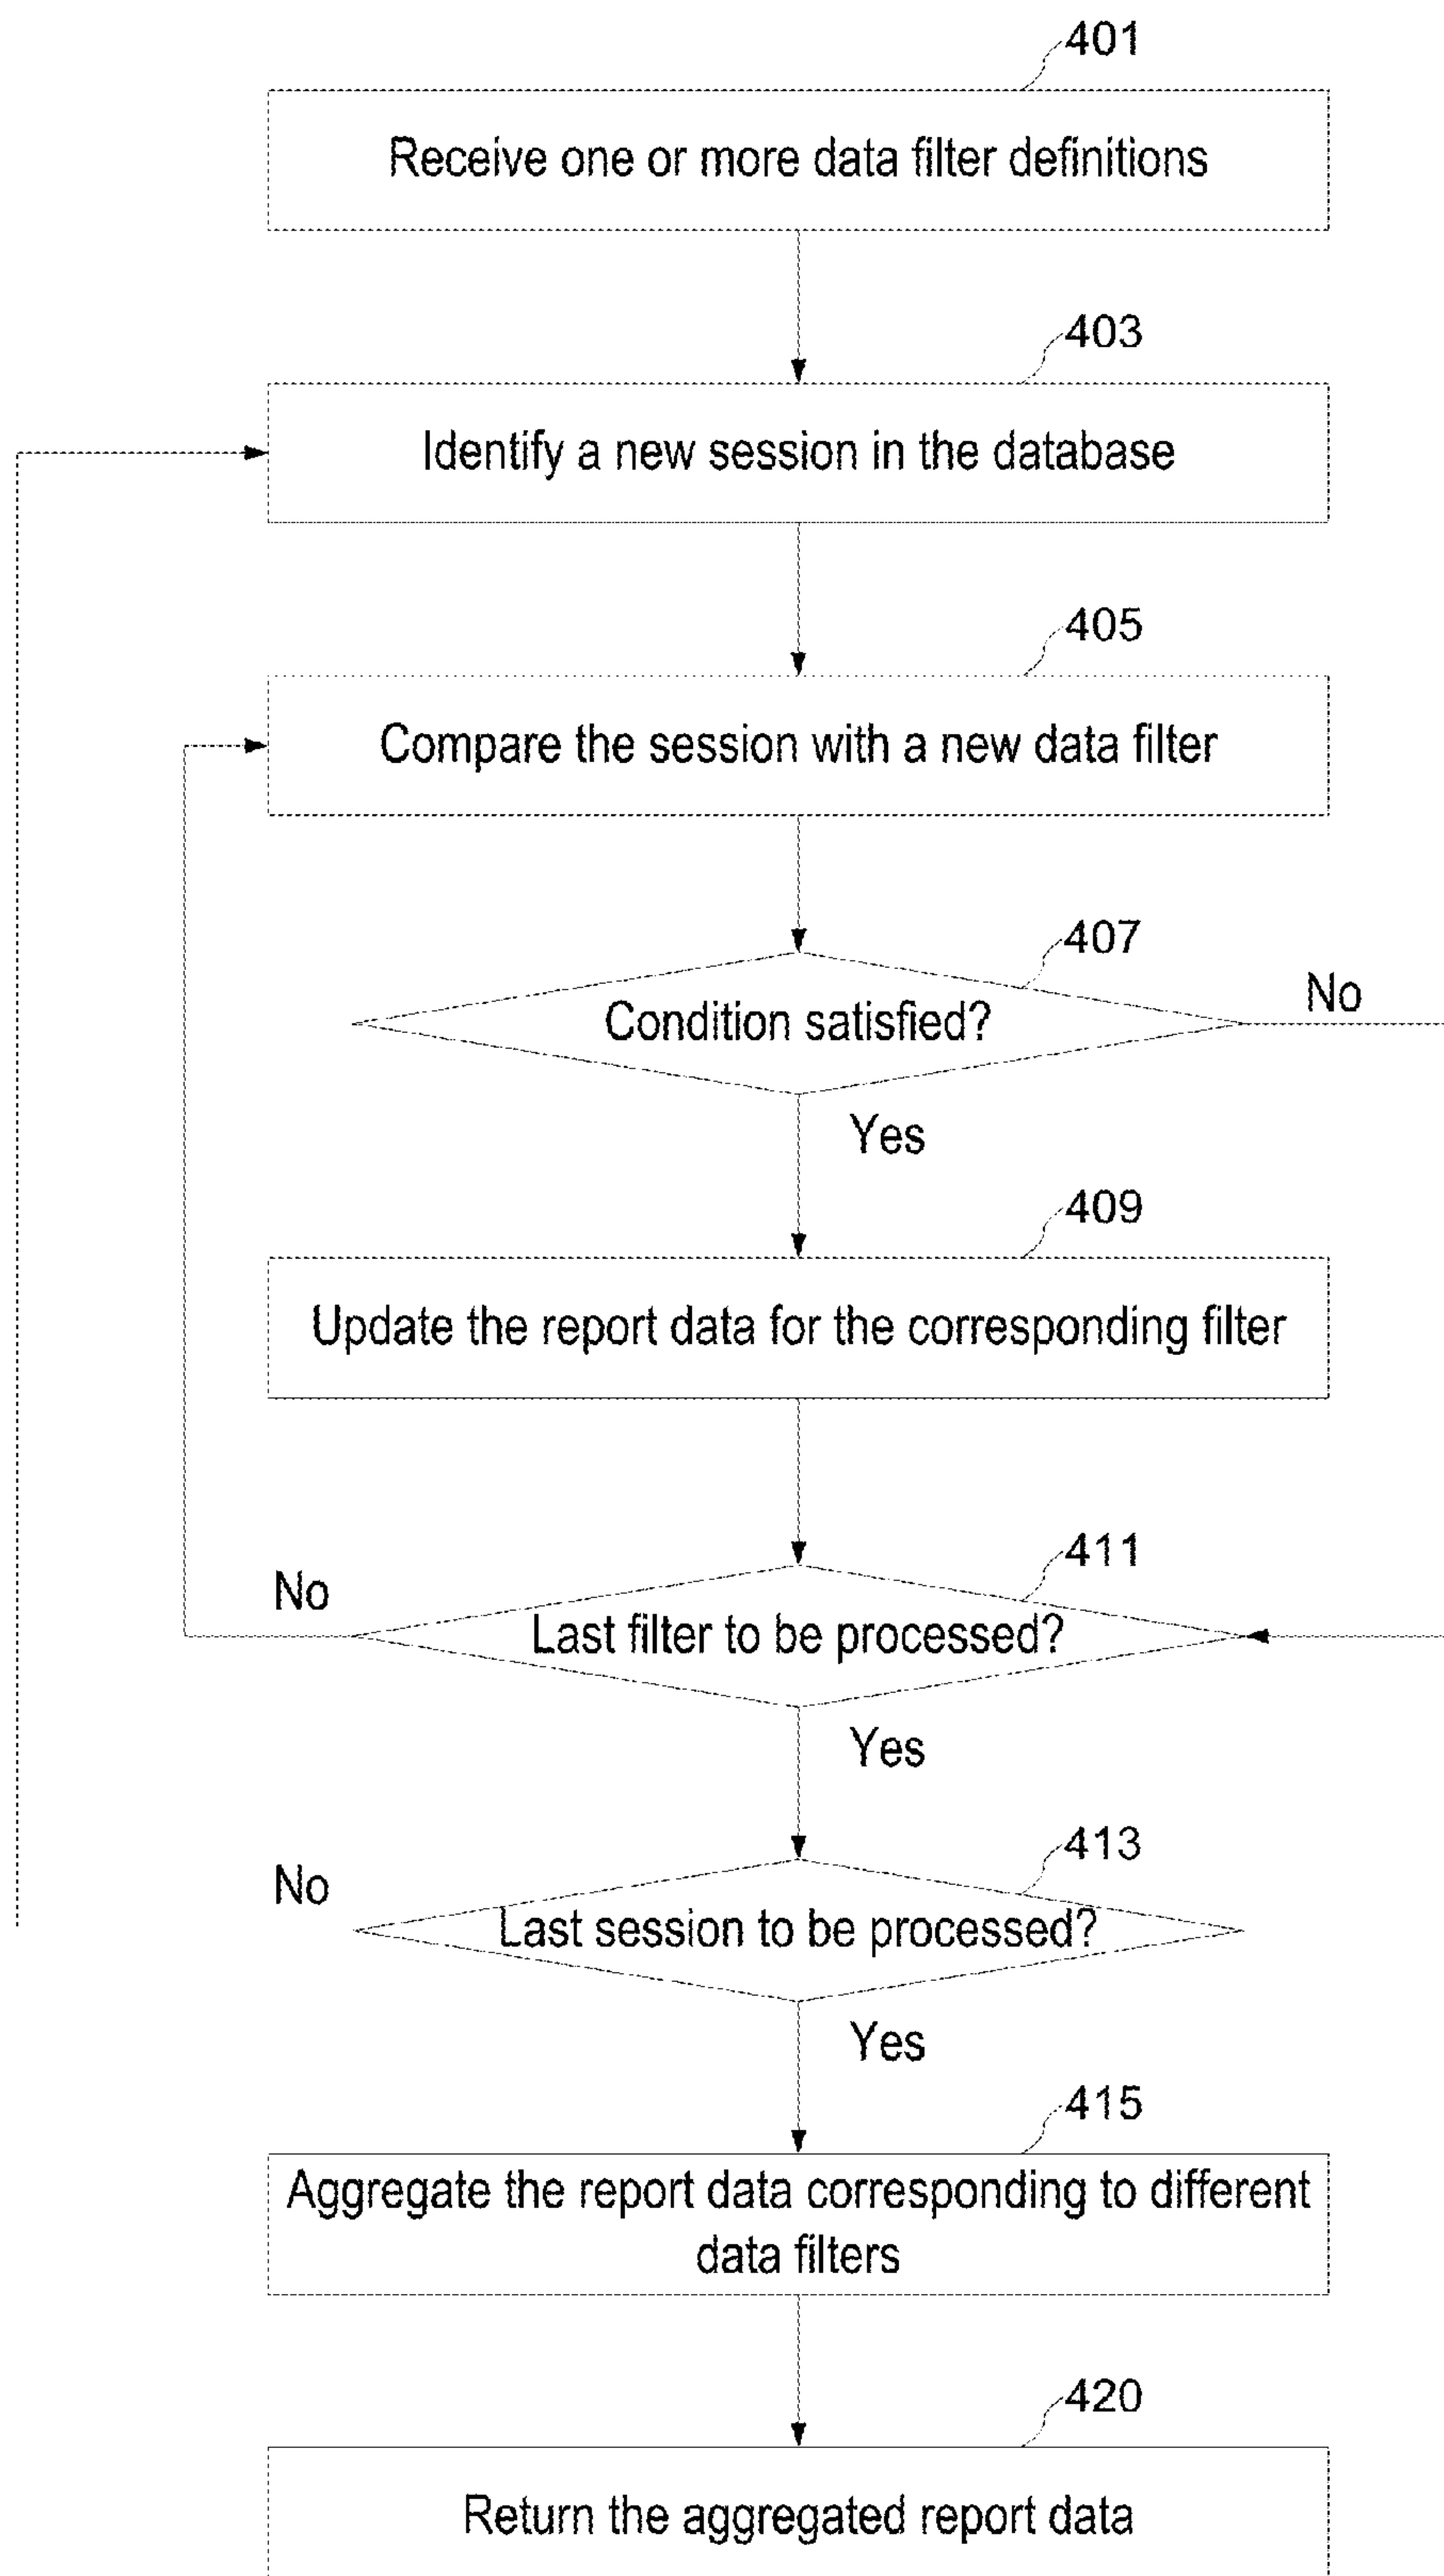 401
Receive one or more data filter definitions
403
Identify a new session in the database
405
Compare the session with a new data filter
407
Condition satisfied?
No
Yes
409
Update the report data for the corresponding filter
411
No
Last filter to be processed?
Yes
413
No
Last session to be processed?
Yes
415
Aggregate the report data corresponding to different
data filters
420
Return the aggregated report data